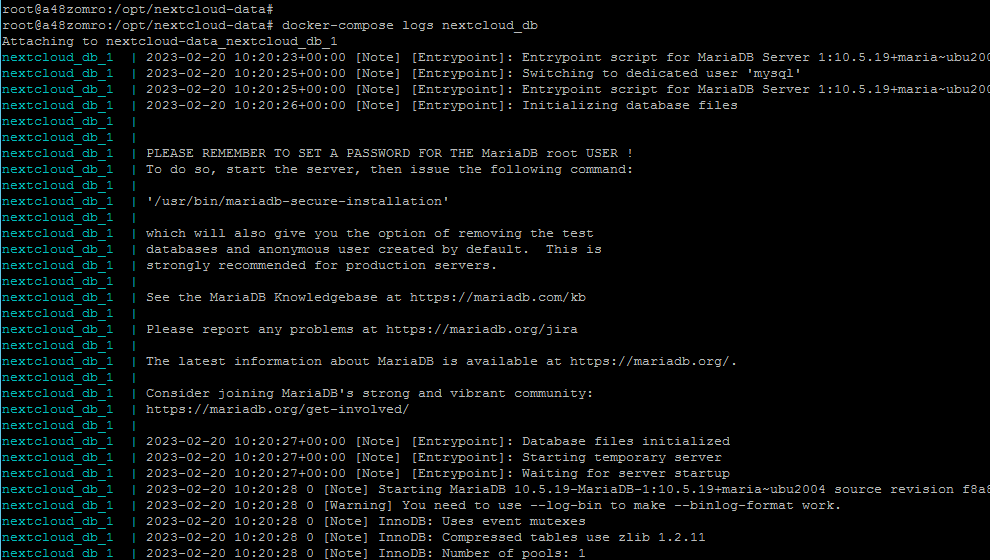 root@a48zomro:/opt/nextcloud-data#
root@a48zomro:/opt/nextcloud-data# docker-compose logs nextcloud_db
Attaching to nextcloud-data_nextcloud_db_1
nextcloud_db_1  | 2023-02-20 10:20:23+00:00 [Note] [Entrypoint]: Entrypoint script for MariaDB Server 1:10.5.19+maria~ubu200
nextcloud_db_1  | 2023-02-20 10:20:25+00:00 [Note] [Entrypoint]: Switching to dedicated user 'mysql'
nextcloud_db_1  | 2023-02-20 10:20:25+00:00 [Note] [Entrypoint]: Entrypoint script for MariaDB Server 1:10.5.19+maria~ubu200
nextcloud_db_1  | 2023-02-20 10:20:26+00:00 [Note] [Entrypoint]: Initializing database files
nextcloud_db_1  |
nextcloud_db_1  |
nextcloud_db_1  | PLEASE REMEMBER TO SET A PASSWORD FOR THE MariaDB root USER !
nextcloud_db_1  | To do so, start the server, then issue the following command:
nextcloud_db_1  |
nextcloud_db_1  | '/usr/bin/mariadb-secure-installation'
nextcloud_db_1  |
nextcloud_db_1  | which will also give you the option of removing the test
nextcloud_db_1  | databases and anonymous user created by default.  This is
nextcloud_db_1  | strongly recommended for production servers.
nextcloud_db_1  |
nextcloud_db_1  | See the MariaDB Knowledgebase at https://mariadb.com/kb
nextcloud_db_1  |
nextcloud_db_1  | Please report any problems at https://mariadb.org/jira
nextcloud_db_1  |
nextcloud_db_1  | The latest information about MariaDB is available at https://mariadb.org/.
nextcloud_db_1  |
nextcloud_db_1  | Consider joining MariaDB's strong and vibrant community:
nextcloud_db_1  | https://mariadb.org/get-involved/
nextcloud_db_1  |
nextcloud_db_1  | 2023-02-20 10:20:27+00:00 [Note] [Entrypoint]: Database files initialized
nextcloud_db_1  | 2023-02-20 10:20:27+00:00 [Note] [Entrypoint]: Starting temporary server
nextcloud_db_1  | 2023-02-20 10:20:27+00:00 [Note] [Entrypoint]: Waiting for server startup
nextcloud_db_1  | 2023-02-20 10:20:28 0 [Note] Starting MariaDB 10.5.19-MariaDB-1:10.5.19+maria~ubu2004 source revision f8a8
nextcloud_db_1  | 2023-02-20 10:20:28 0 [Warning] You need to use --log-bin to make --binlog-format work.
nextcloud_db_1  | 2023-02-20 10:20:28 0 [Note] InnoDB: Uses event mutexes
nextcloud_db_1  | 2023-02-20 10:20:28 0 [Note] InnoDB: Compressed tables use zlib 1.2.11
nextcloud_db_1  | 2023-02-20 10:20:28 0 [Note] InnoDB: Number of pools: 1